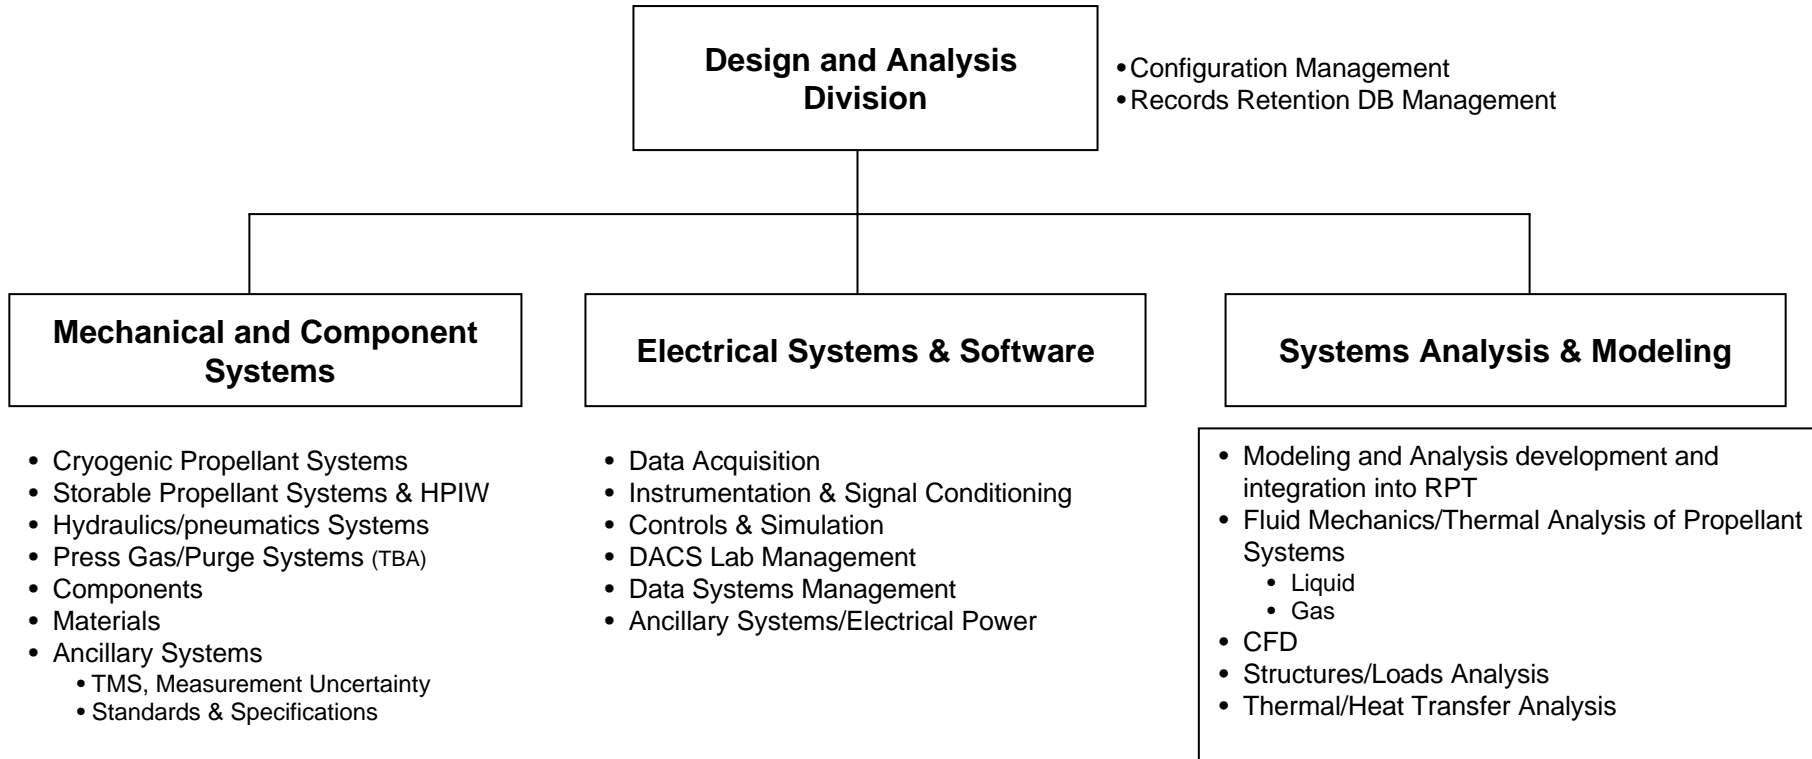 Design and Analysis
Division
•Configuration Management
•Records Retention DB Management
Mechanical and Component
Systems
• Cryogenic Propellant Systems
• Storable Propellant Systems & HPIW
• Hydraulics/pneumatics Systems
• Press Gas/Purge Systems (TBA)
• Components
• Materials
• Ancillary Systems
• TMS, Measurement Uncertainty
• Standards & Specifications
Electrical Systems & Software
• Data Acquisition
• Instrumentation & Signal Conditioning
• Controls & Simulation
• DACS Lab Management
• Data Systems Management
• Ancillary Systems/Electrical Power
Systems Analysis & Modeling
• Modeling and Analysis development and
integration into RPT
• Fluid Mechanics/Thermal Analysis of Propellant
Systems
• Liquid
• Gas
• CFD
• Structures/Loads Analysis
• Thermal/Heat Transfer Analysis